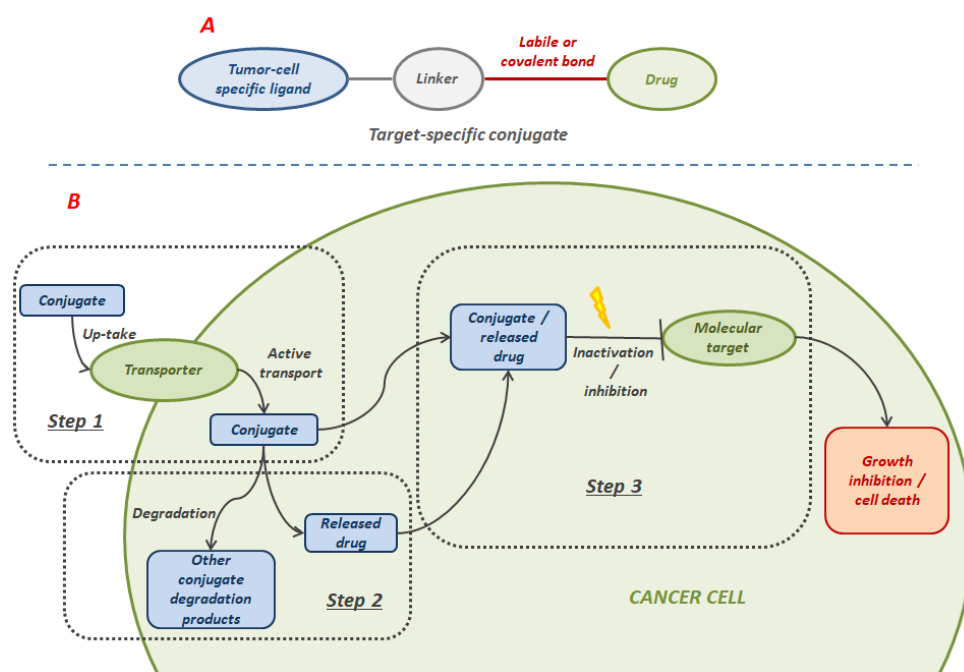 A
Tumor-cell
specific ligand
Linker
Labile or
covalent bond
Drug
Target-specific conjugate
B
Conjugate
Up-take
Transporter
Active
transport
Step 1
Conjugate
Degradation
Other
conjugate
degradation
products
Released
drug
Step 2
Conjugate /
released
drug
Inactivation
/
inhibition
Molecular
target
Step 3
Growth
inhibition /
cell death
CANCER CELL